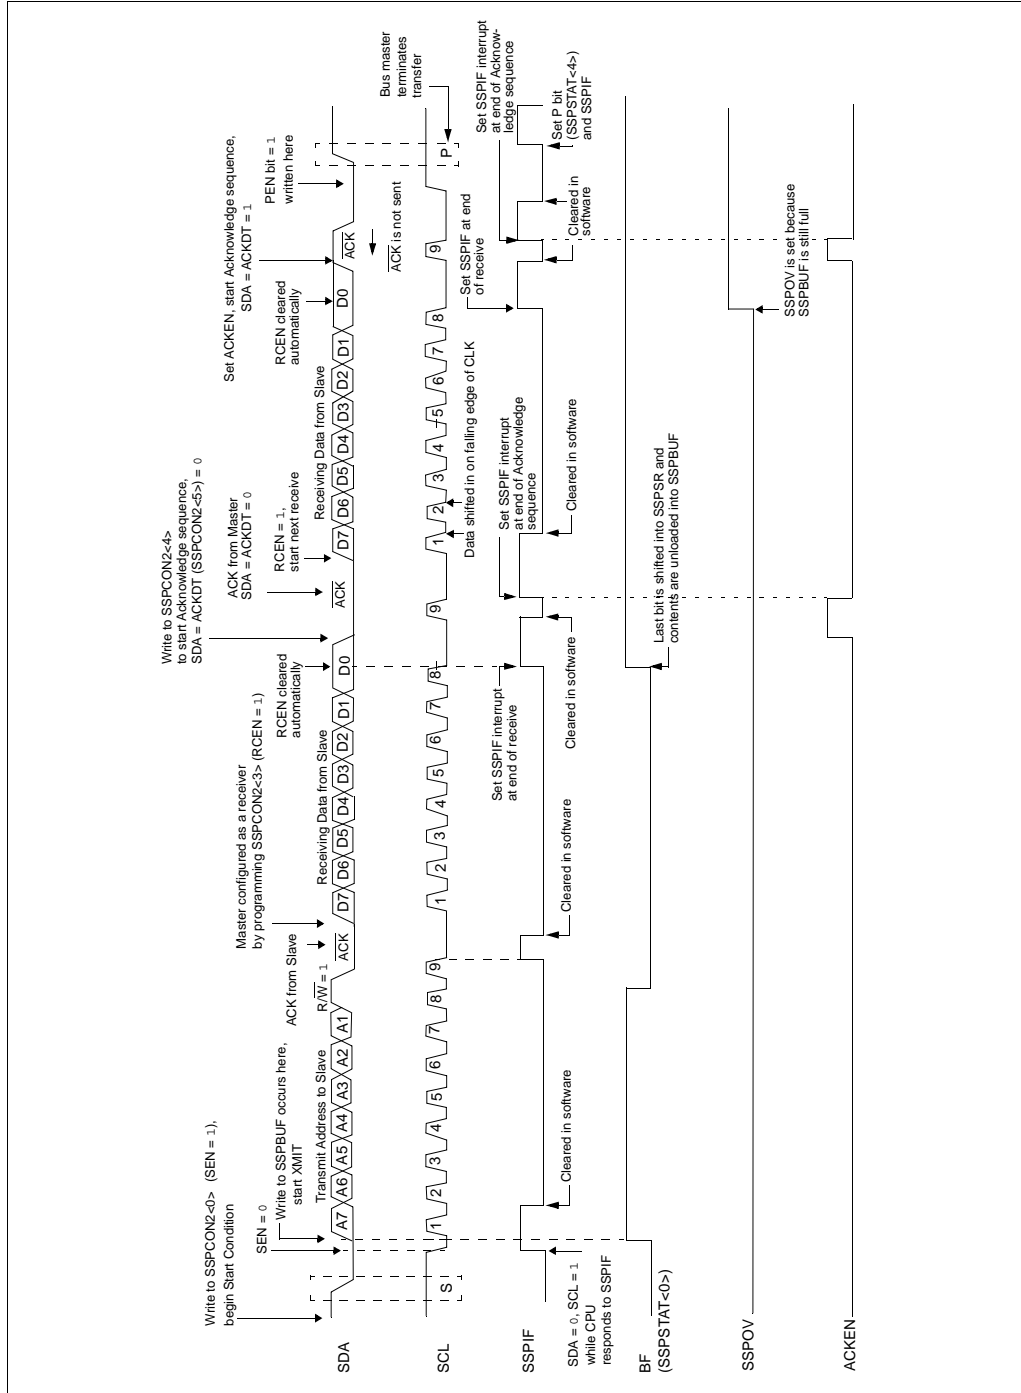 Write to SSPCON2<0> (SEN = 1),
begin Start Condition
SEN = 0
Write to SSPBUF occurs here,
start XMIT
Transmit Address to Slave
ACK from Slave
R/W = 1
Master configured as a receiver
by programming SSPCON2<3> (RCEN = 1)
Receiving Data from Slave
RCEN cleared
automatically
Write to SSPCON2<4>
to start Acknowledge sequence,
SDA = ACKDT (SSPCON2<5>) = 0
ACK from Master
SDA = ACKDT = 0
RCEN = 1,
start next receive
Receiving Data from Slave
RCEN cleared
automatically
Set ACKEN, start Acknowledge sequence,
SDA = ACKDT = 1
PEN bit = 1
written here
SDA
A7 A6 A5 A4 A3 A2 A1
ACK
D7 D6 D5 D4 D3 D2 D1 D0
ACK
D7 D6 D5 D4 D3 D2 D1 D0
ACK
ACK is not sent
Bus master
terminates
transfer
SCL
S
1 2 3 4 5 6 7 8 9
1 2 3 4 5 6 7 8 9
1 2 3 4 5 6 7 8 9
P
Data shifted in on falling edge of CLK
Set SSPIF interrupt
at end of receive
Set SSPIF interrupt
at end of Acknowledge
sequence
Set SSPIF at end
of receive
Set SSPIF interrupt
at end of Acknow-
ledge sequence
SSPIF
SDA = 0, SCL = 1
while CPU
responds to SSPIF
Cleared in software
Cleared in software
Cleared in software
Cleared in software
Cleared in
software
Set P bit
(SSPSTAT<4>)
and SSPIF
BF
(SSPSTAT<0>)
Last bit is shifted into SSPSR and
contents are unloaded into SSPBUF
SSPOV
SSPOV is set because
SSPBUF is still full
ACKEN